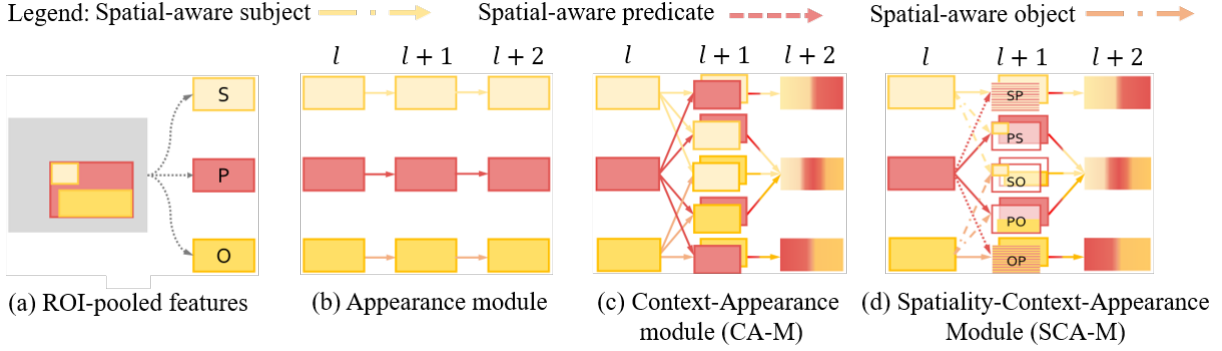 Legend: Spatial-aware subject Spatial-aware predicate Spatial-aware object
l l + 1 l + 2 l l + 1 l + 2 l l + 1 l + 2
S
P
O
SP
PS
SO
PO
OP
(a) ROI-pooled features (b) Appearance module (c) Context-Appearance module (CA-M) (d) Spatiality-Context-Appearance Module (SCA-M)